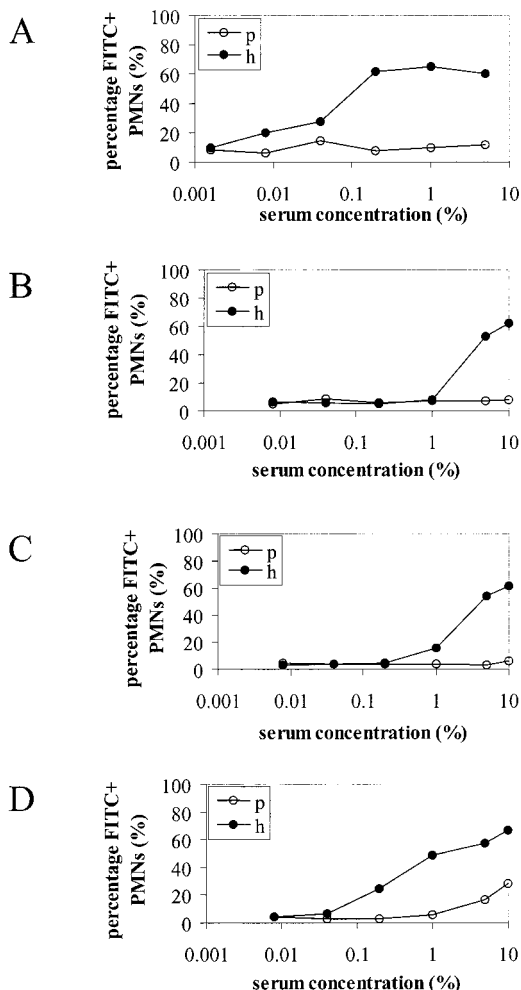 A
percentage FITC+
PMNs (%)
100
80
60
40
20
0
p
h
0.001 0.01 0.1 1 10
serum concentration (%)
B
percentage FITC+
PMNs (%)
100
80
60
40
20
0
p
h
0.001 0.01 0.1 1 10
serum concentration (%)
C
percentage FITC+
PMNs (%)
100
80
60
40
20
0
p
h
0.001 0.01 0.1 1 10
serum concentration (%)
D
percentage FITC+
PMNs (%)
100
80
60
40
20
0
p
h
0.001 0.01 0.1 1 10
serum concentration (%)